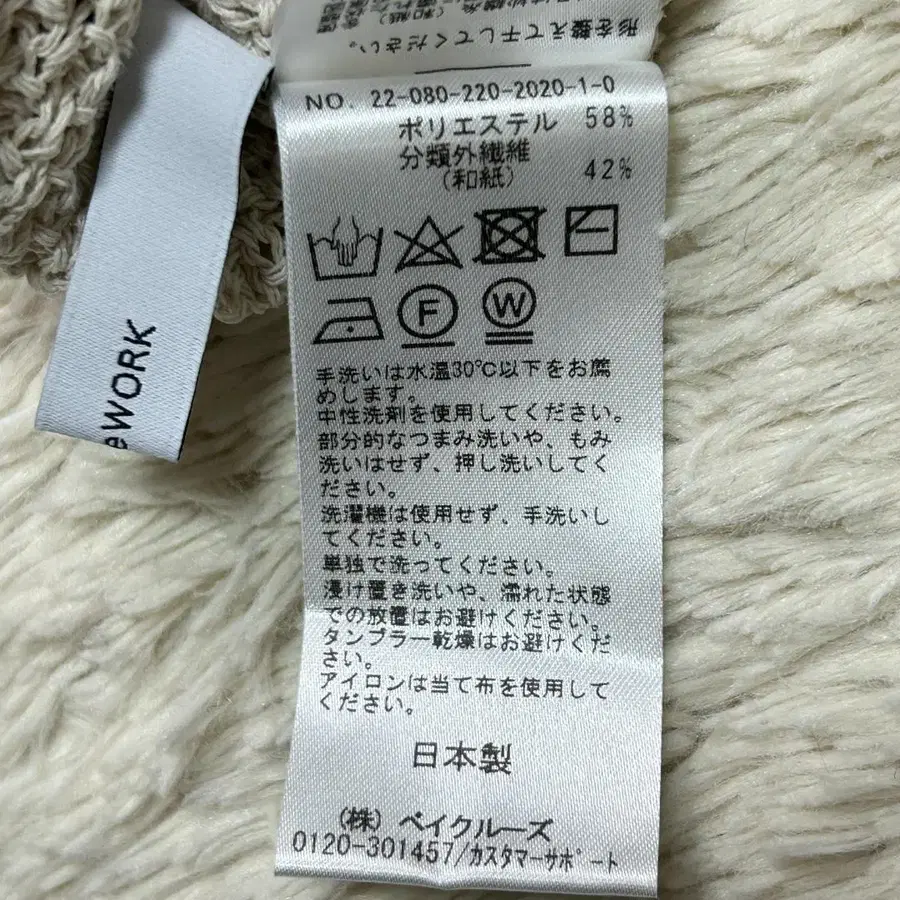 形を整えて干してください。
NO. 22-080-220-2020-1-0
ポリエステル 58%
分類外繊維
(和紙) 42%
F
W
手洗いは水温30℃以下をお薦
めします。
中性洗剤を使用してください。
部分的なつまみ洗いや、もみ
洗いはせず、押し洗いしてく
ださい。
洗濯機は使用せず、手洗いし
てください。
単独で洗ってください。
浸け置き洗いや、濡れた状態
での放置はお避けください。
タンブラー乾燥はお避けくだ
さい。
アイロンは当て布を使用して
ください。
日本製
(株) ベイクルーズ
0120-301457/カスタマーサポート
eWORK